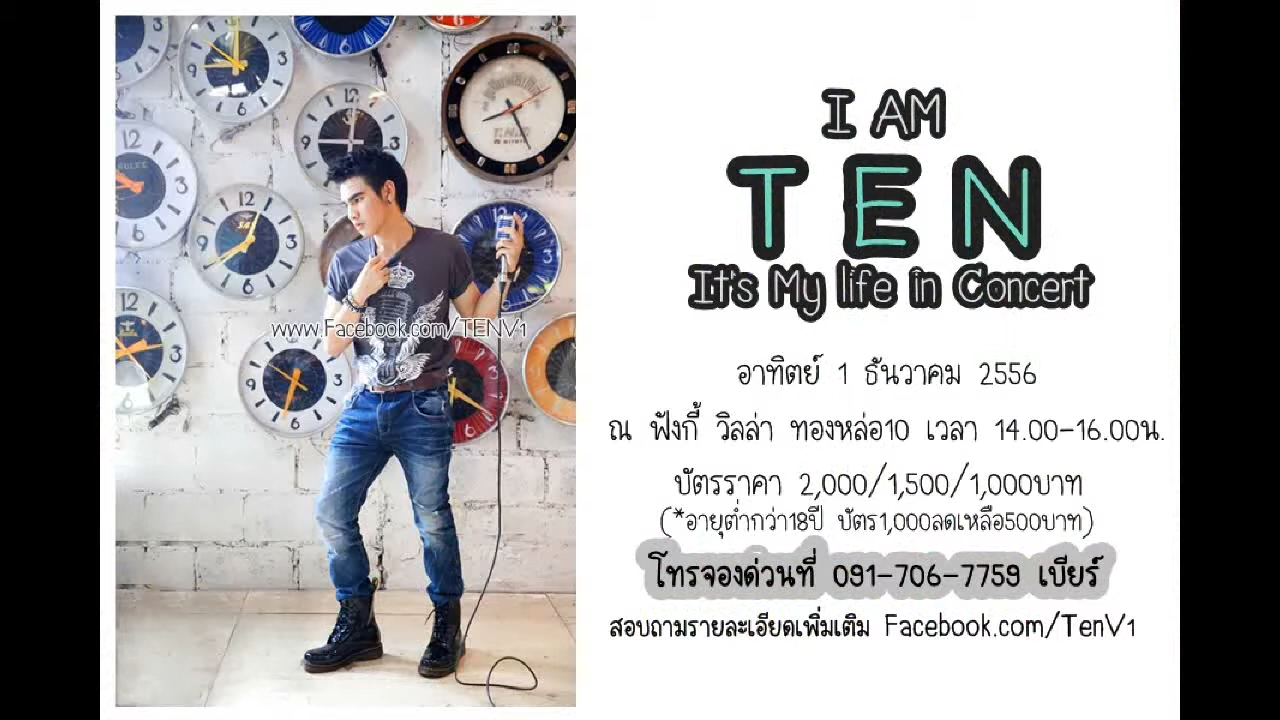 I AM
TEN
It's My life in Concert
www.Facebook.com/TENV1
อาทิตย์ 1 ธันวาคม 2556
ณ ฟังกี้ วิลล่า ทองหล่อ10 เวลา 14.00-16.00น.
บัตรราคา 2,000/1,500/1,000บาท
(*อายุต่ำกว่า18ปี บัตร1,000ลดเหลือ500บาท)
โทรจองด่วนที่ 091-706-7759 เบียร์
สอบถามรายละเอียดเพิ่มเติม Facebook.com/TenV1